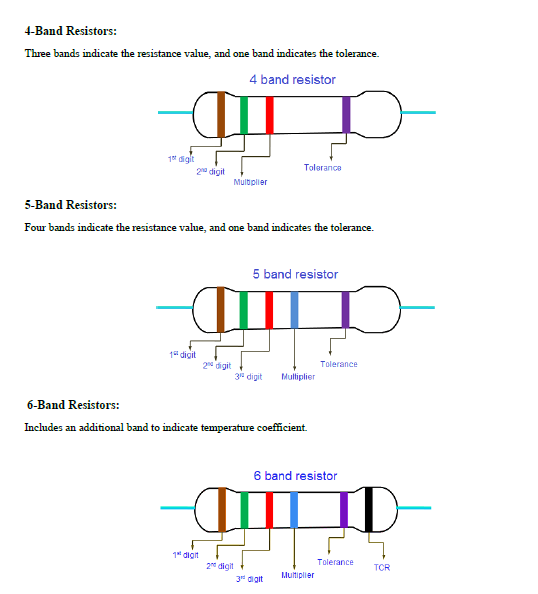 4-Band Resistors:
Three bands indicate the resistance value, and one band indicates the tolerance.
4 band resistor
1st digit
2nd digit
Multiplier
Tolerance
5-Band Resistors:
Four bands indicate the resistance value, and one band indicates the tolerance.
5 band resistor
1st digit
2nd digit
3rd digit
Multiplier
Tolerance
6-Band Resistors:
Includes an additional band to indicate temperature coefficient.
6 band resistor
1st digit
2nd digit
3rd digit
Multiplier
Tolerance
TCR